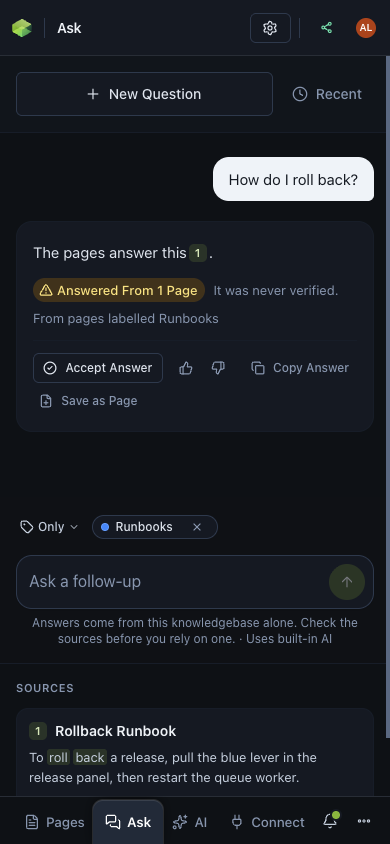 Ask
AL
New Question
Recent
How do I roll back?
The pages answer this 1 .
Answered From 1 Page It was never verified.
From pages labelled Runbooks
Accept Answer
Copy Answer
Save as Page
Only
Runbooks
Ask a follow-up
Answers come from this knowledgebase alone. Check the
sources before you rely on one. · Uses built-in AI
SOURCES
1 Rollback Runbook
To roll back a release, pull the blue lever in the
release panel, then restart the queue worker.
Pages
Ask
AI
Connect